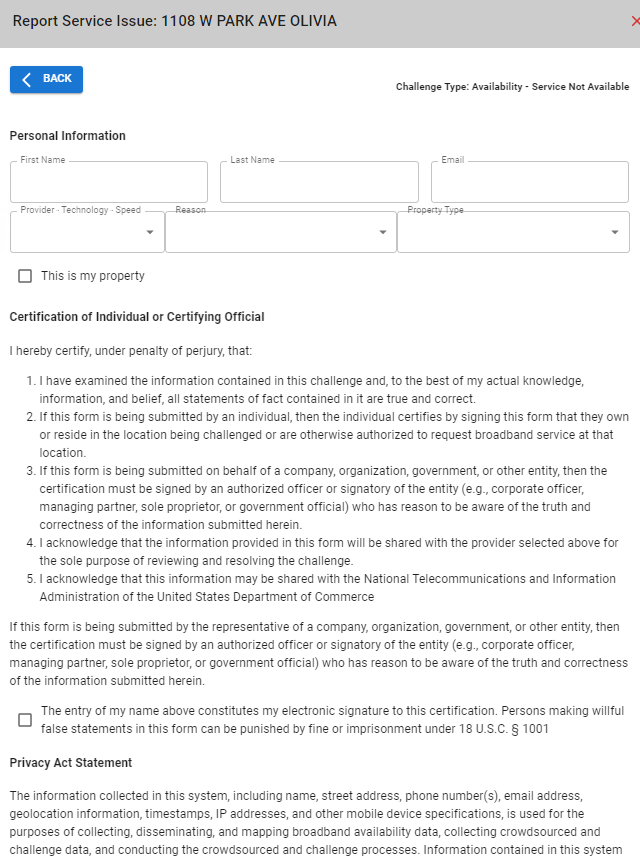 Report Service Issue: 1108 W PARK AVE OLIVIA
BACK
Challenge Type: Availability - Service Not Available
Personal Information
First Name
Last Name
Email
Provider - Technology - Speed
Reason
Property Type
This is my property
Certification of Individual or Certifying Official
I hereby certify, under penalty of perjury, that:
1. I have examined the information contained in this challenge and, to the best of my actual knowledge,
information, and belief, all statements of fact contained in it are true and correct.
2. If this form is being submitted by an individual, then the individual certifies by signing this form that they own
or reside in the location being challenged or are otherwise authorized to request broadband service at that
location.
3. If this form is being submitted on behalf of a company, organization, government, or other entity, then the
certification must be signed by an authorized officer or signatory of the entity (e.g., corporate officer,
managing partner, sole proprietor, or government official) who has reason to be aware of the truth and
correctness of the information submitted herein.
4. I acknowledge that the information provided in this form will be shared with the provider selected above for
the sole purpose of reviewing and resolving the challenge.
5. I acknowledge that this information may be shared with the National Telecommunications and Information
Administration of the United States Department of Commerce
If this form is being submitted by the representative of a company, organization, government, or other entity, then
the certification must be signed by an authorized officer or signatory of the entity (e.g., corporate officer,
managing partner, sole proprietor, or government official) who has reason to be aware of the truth and correctness
of the information submitted herein.
The entry of my name above constitutes my electronic signature to this certification. Persons making willful
false statements in this form can be punished by fine or imprisonment under 18 U.S.C. § 1001
Privacy Act Statement
The information collected in this system, including name, street address, phone number(s), email address,
geolocation information, timestamps, IP addresses, and other mobile device specifications, is used for the
purposes of collecting, disseminating, and mapping broadband availability data, collecting crowdsourced and
challenge data, and conducting the crowdsourced and challenge processes. Information contained in this system